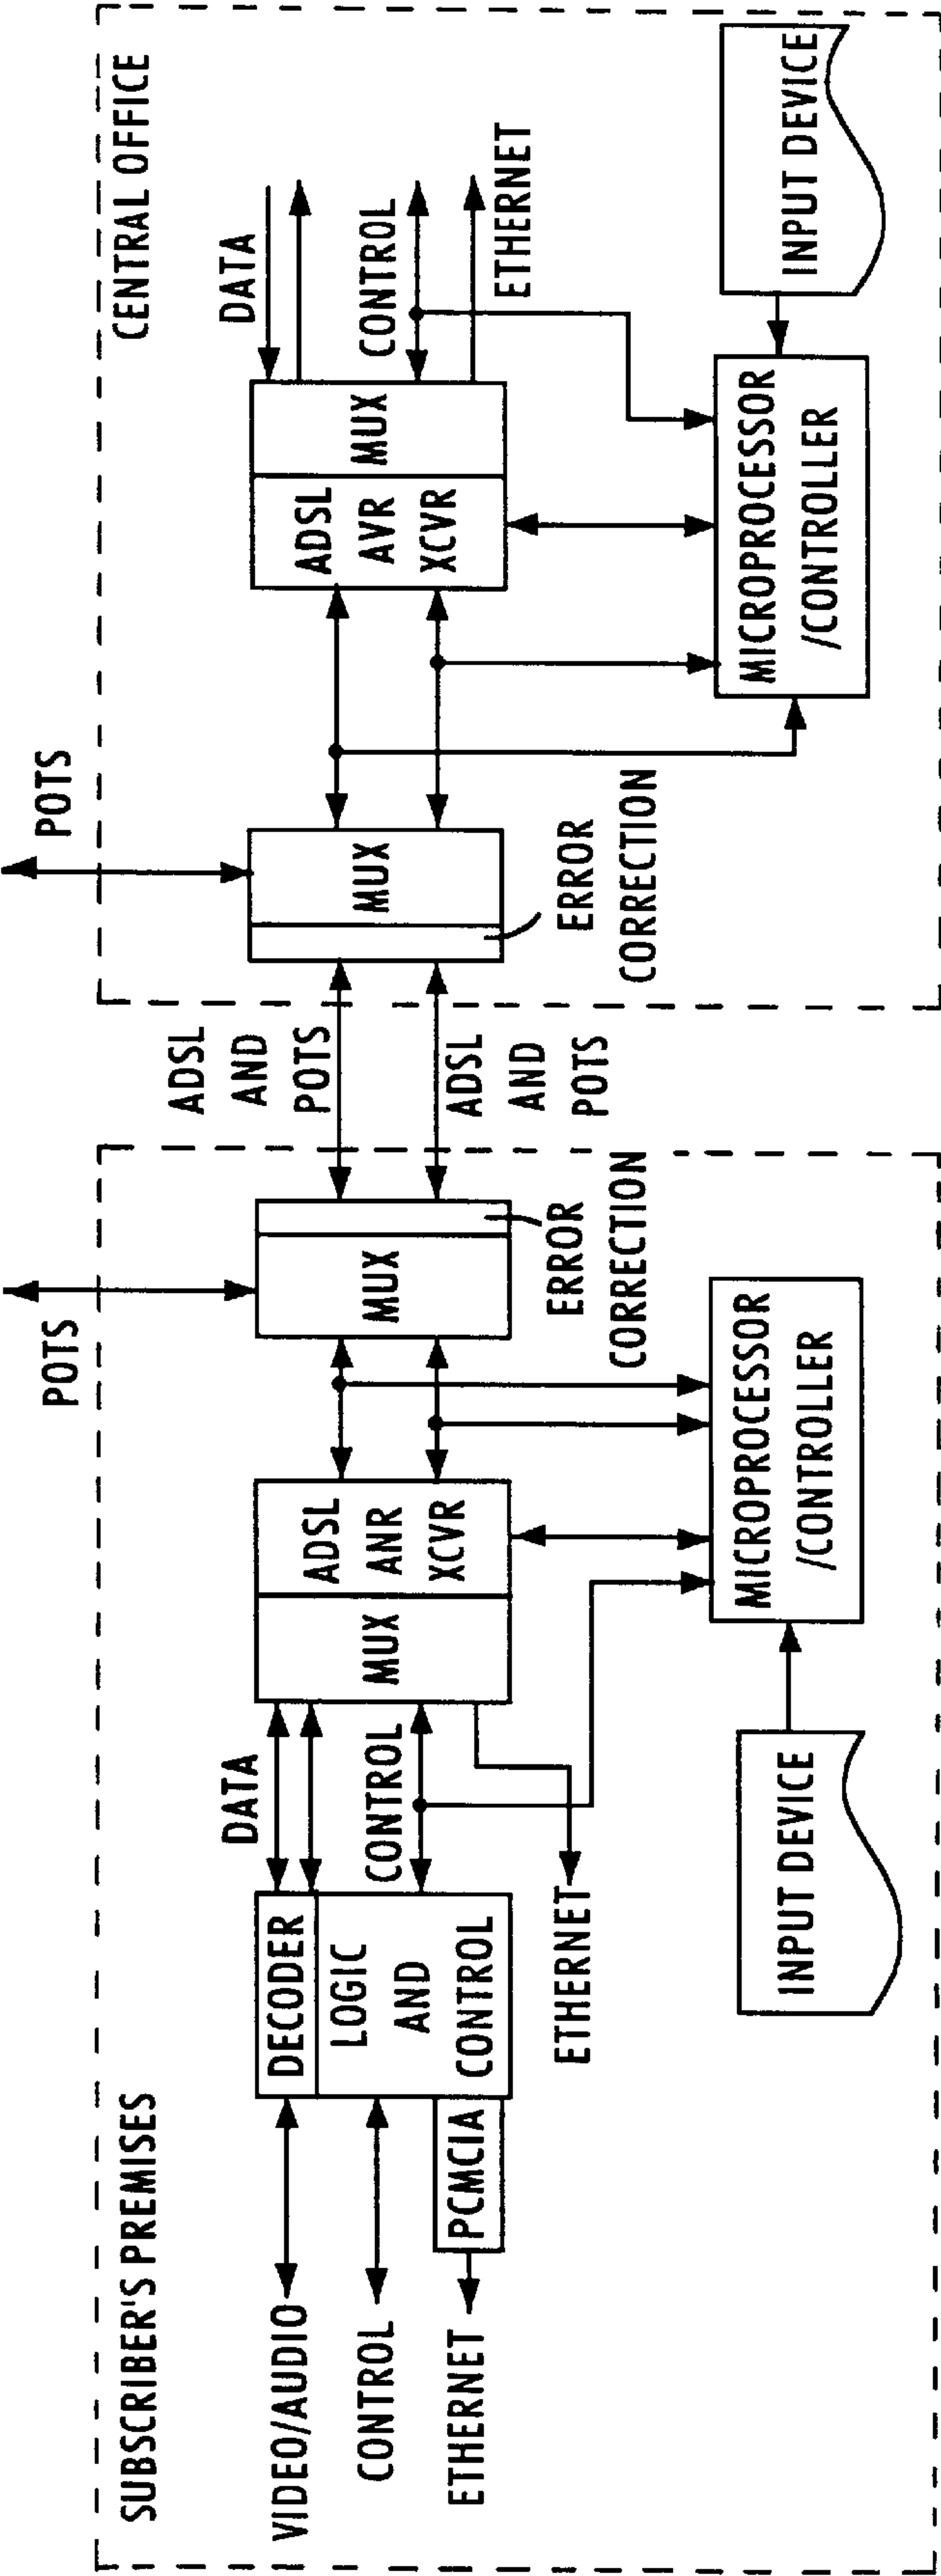 SUBSCRIBER'S PREMISES
VIDEO/AUDIO
CONTROL
ETHERNET
PCMCIA
DECODER
LOGIC
AND
CONTROL
DATA
CONTROL
ETHERNET
MUX
ADSL
ANR
XCVR
POTS
MUX
ERROR
CORRECTION
INPUT DEVICE
MICROPROCESSOR
/CONTROLLER
ADSL
AND
POTS
ADSL
AND
POTS
CENTRAL OFFICE
POTS
MUX
ERROR
CORRECTION
ADSL
AVR
XCVR
MUX
DATA
CONTROL
ETHERNET
MICROPROCESSOR
/CONTROLLER
INPUT DEVICE